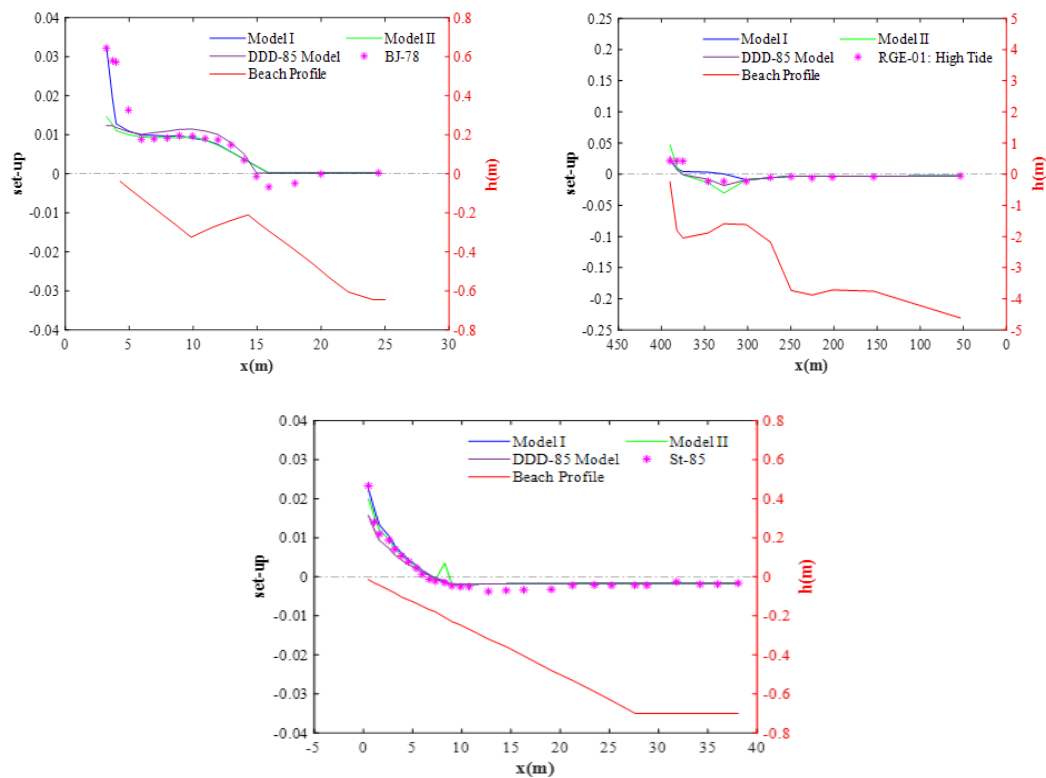 Model I Model II
DDD-85 Model BJ-78
Beach Profile
0.04
0.03
0.02
0.01
0
-0.01
-0.02
-0.03
-0.04
set-up
0.8
0.6
0.4
0.2
0
-0.2
-0.4
-0.6
-0.8
h(m)
0 5 10 15 20 25 30
x(m)
Model I Model II
DDD-85 Model RGE-01: High Tide
Beach Profile
0.25
0.20
0.15
0.10
0.05
0
-0.05
-0.1
-0.15
-0.2
-0.25
set-up
5
4
3
2
1
0
-1
-2
-3
-4
-5
h(m)
450 400 350 300 250 200 150 100 50 0
x(m)
Model I Model II
DDD-85 Model St-85
Beach Profile
0.04
0.03
0.02
0.01
0
-0.01
-0.02
-0.03
-0.04
set-up
0.8
0.6
0.4
0.2
0
-0.2
-0.4
-0.6
-0.8
h(m)
-5 0 5 10 15 20 25 30 35 40
x(m)